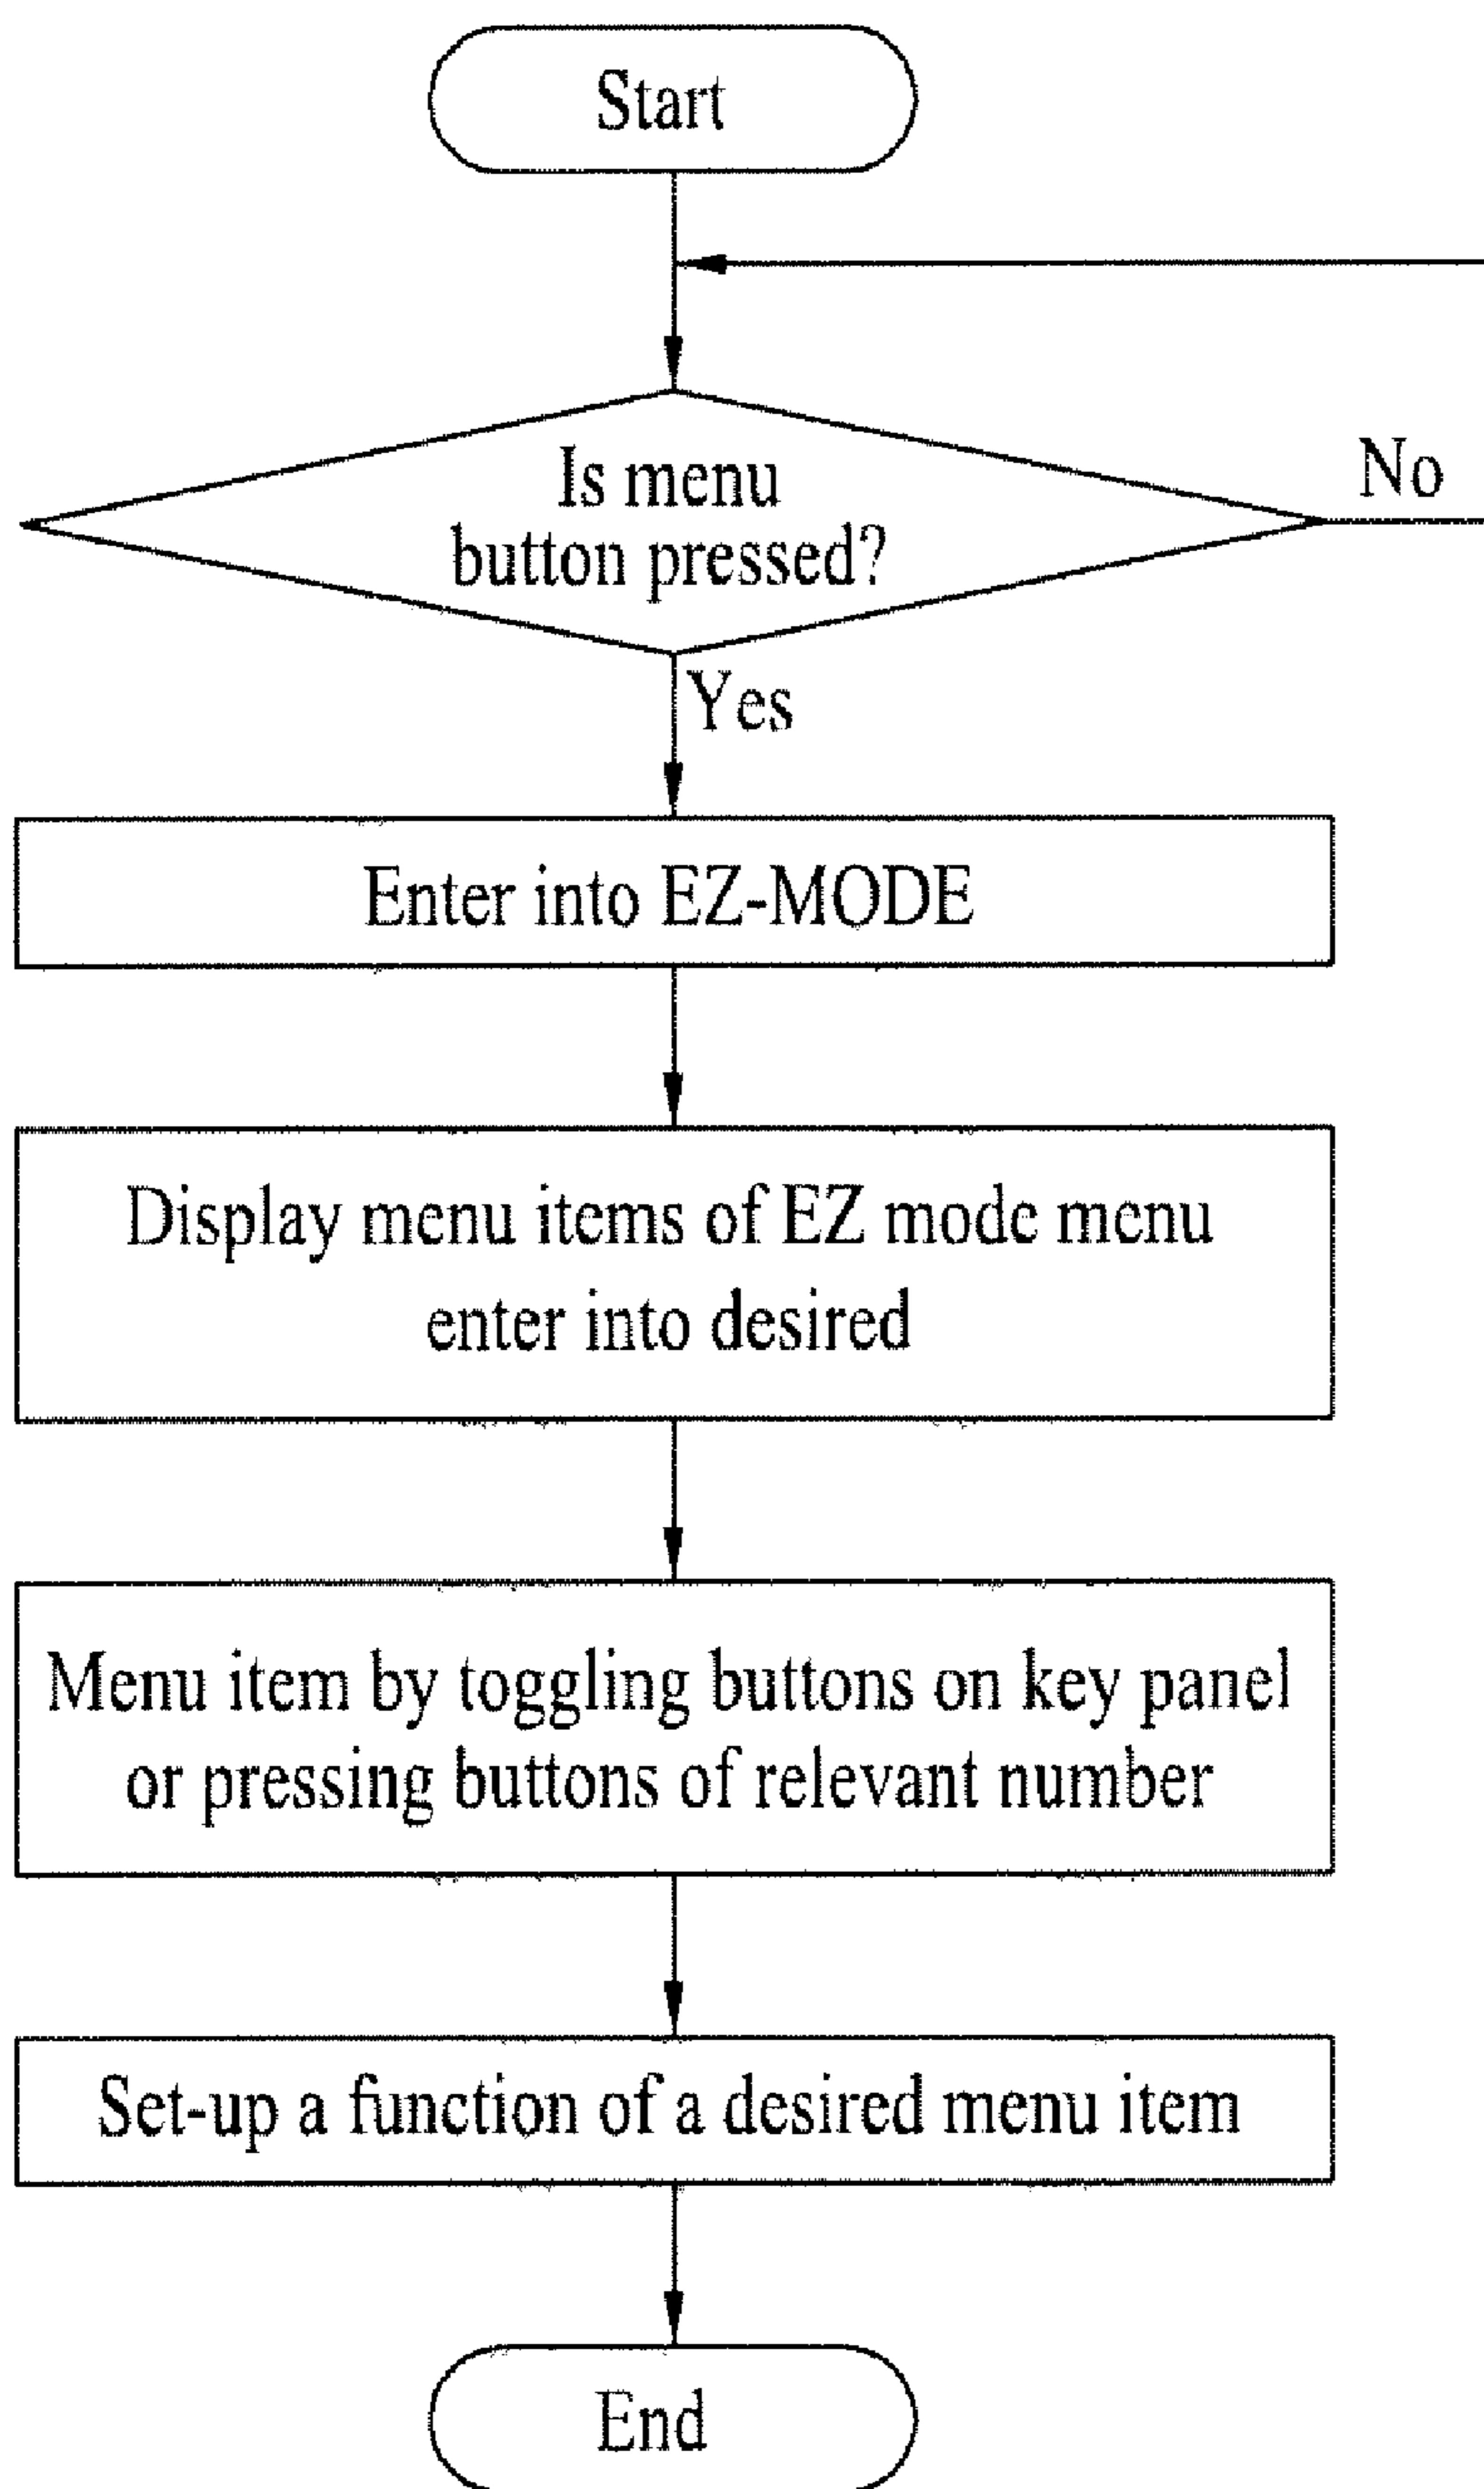 Start
Is menu
button pressed?
No
Yes
Enter into EZ-MODE
Display menu items of EZ mode menu
enter into desired
Menu item by toggling buttons on key panel
or pressing buttons of relevant number
Set-up a function of a desired menu item
End